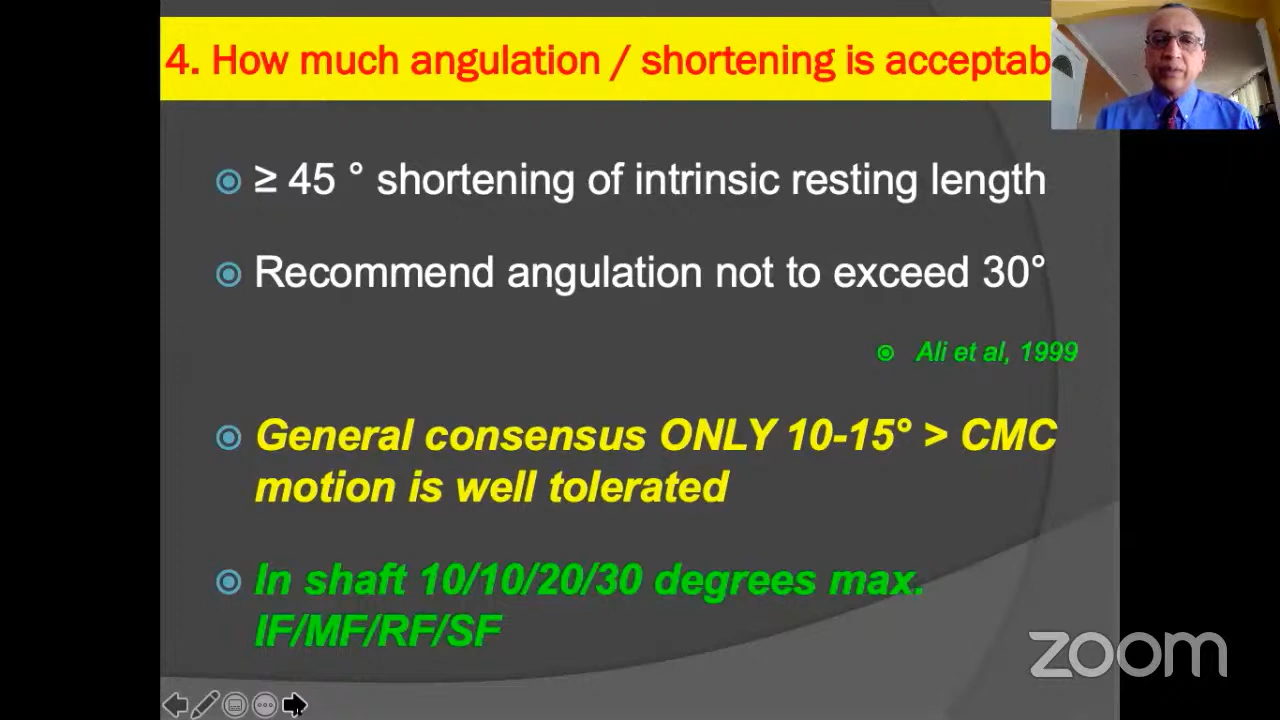 4. How much angulation / shortening is acceptab
≥ 45 ° shortening of intrinsic resting length
Recommend angulation not to exceed 30°
Ali et al, 1999
General consensus ONLY 10-15° > CMC
motion is well tolerated
In shaft 10/10/20/30 degrees max.
IF/MF/RF/SF
zoom